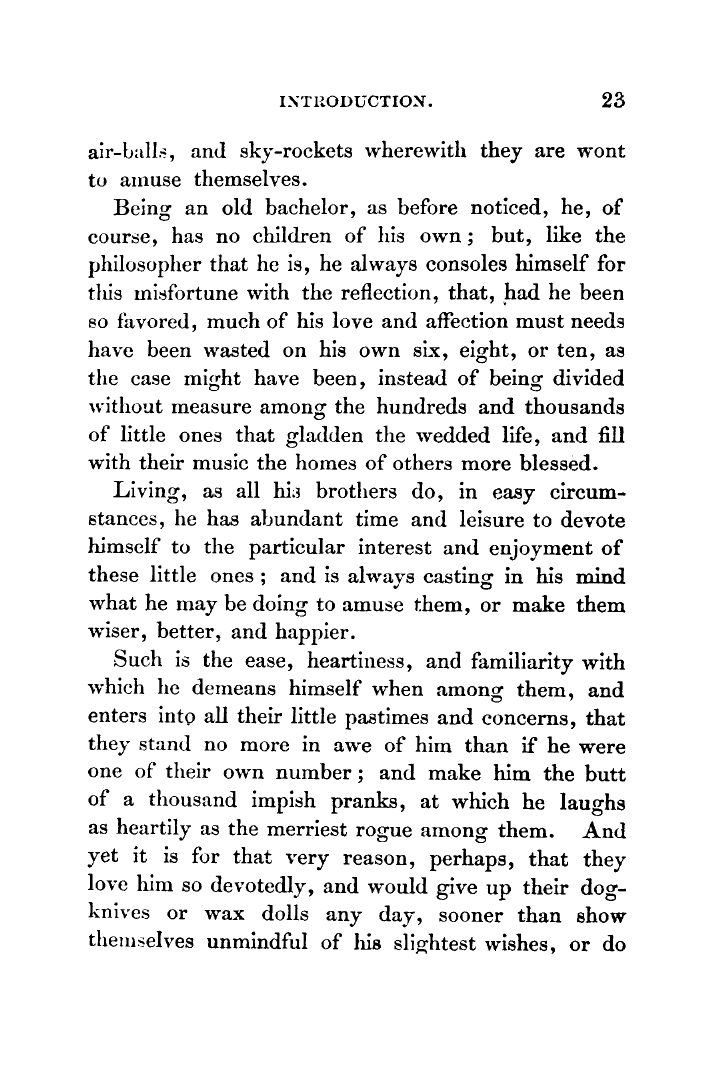 INTRODUCTION. 23
air-balls, and sky-rockets wherewith they are wont
to amuse themselves.
Being an old bachelor, as before noticed, he, of
course, has no children of his own; but, like the
philosopher that he is, he always consoles himself for
this misfortune with the reflection, that, had he been
so favored, much of his love and affection must needs
have been wasted on his own six, eight, or ten, as
the case might have been, instead of being divided
without measure among the hundreds and thousands
of little ones that gladden the wedded life, and fill
with their music the homes of others more blessed.
Living, as all his brothers do, in easy circum-
stances, he has abundant time and leisure to devote
himself to the particular interest and enjoyment of
these little ones; and is always casting in his mind
what he may be doing to amuse them, or make them
wiser, better, and happier.
Such is the ease, heartiness, and familiarity with
which he demeans himself when among them, and
enters into all their little pastimes and concerns, that
they stand no more in awe of him than if he were
one of their own number; and make him the butt
of a thousand impish pranks, at which he laughs
as heartily as the merriest rogue among them. And
yet it is for that very reason, perhaps, that they
love him so devotedly, and would give up their dog-
knives or wax dolls any day, sooner than show
themselves unmindful of his slightest wishes, or do